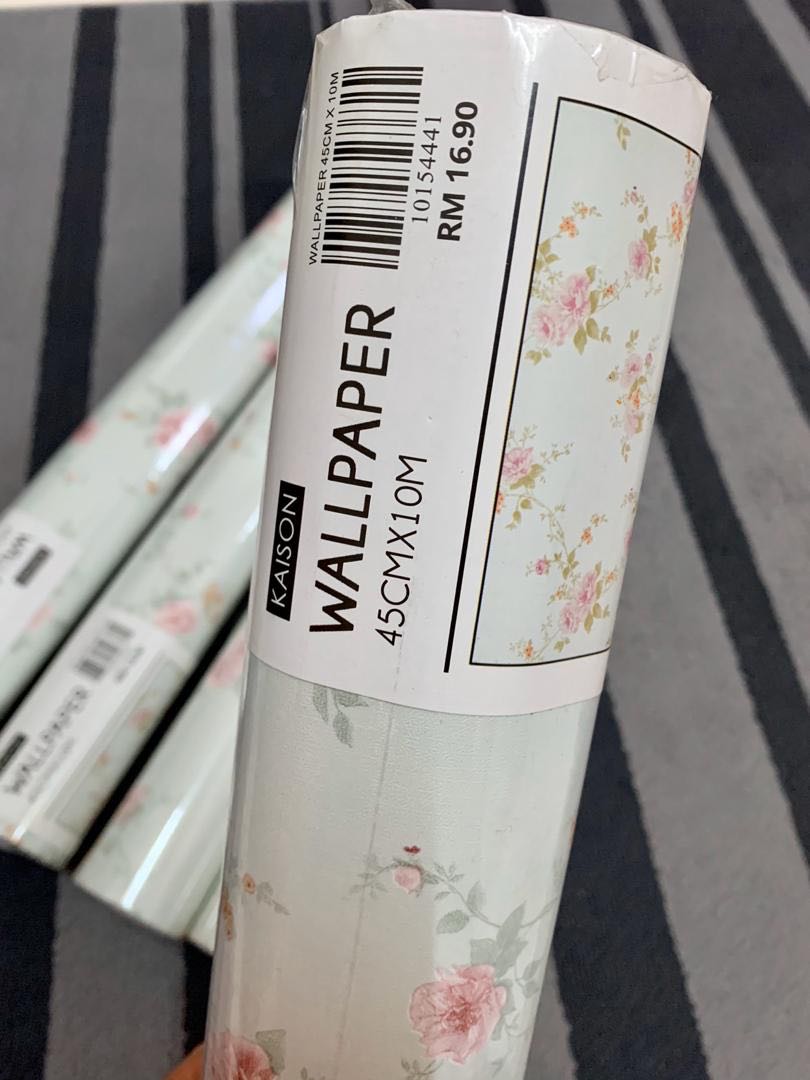 WALLPAPER 45CM X 10M
10154441
RM 16.90
KAISON
WALLPAPER
45CMX10M
WALLPAPER